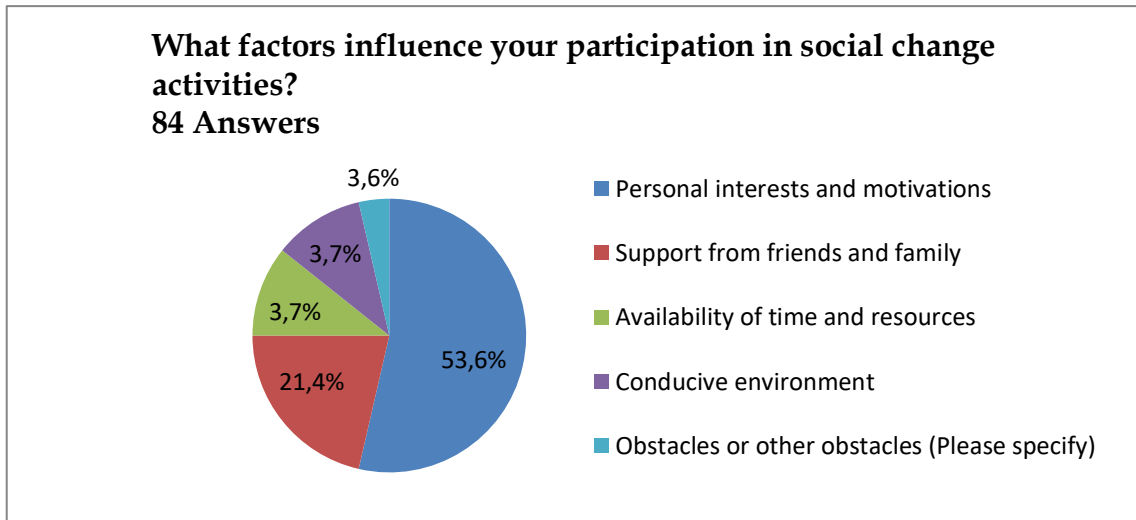 What factors influence your participation in social change
activities?
84 Answers
3,6%
3,7%
3,7%
21,4%
53,6%
Personal interests and motivations
Support from friends and family
Availability of time and resources
Conducive environment
Obstacles or other obstacles (Please specify)